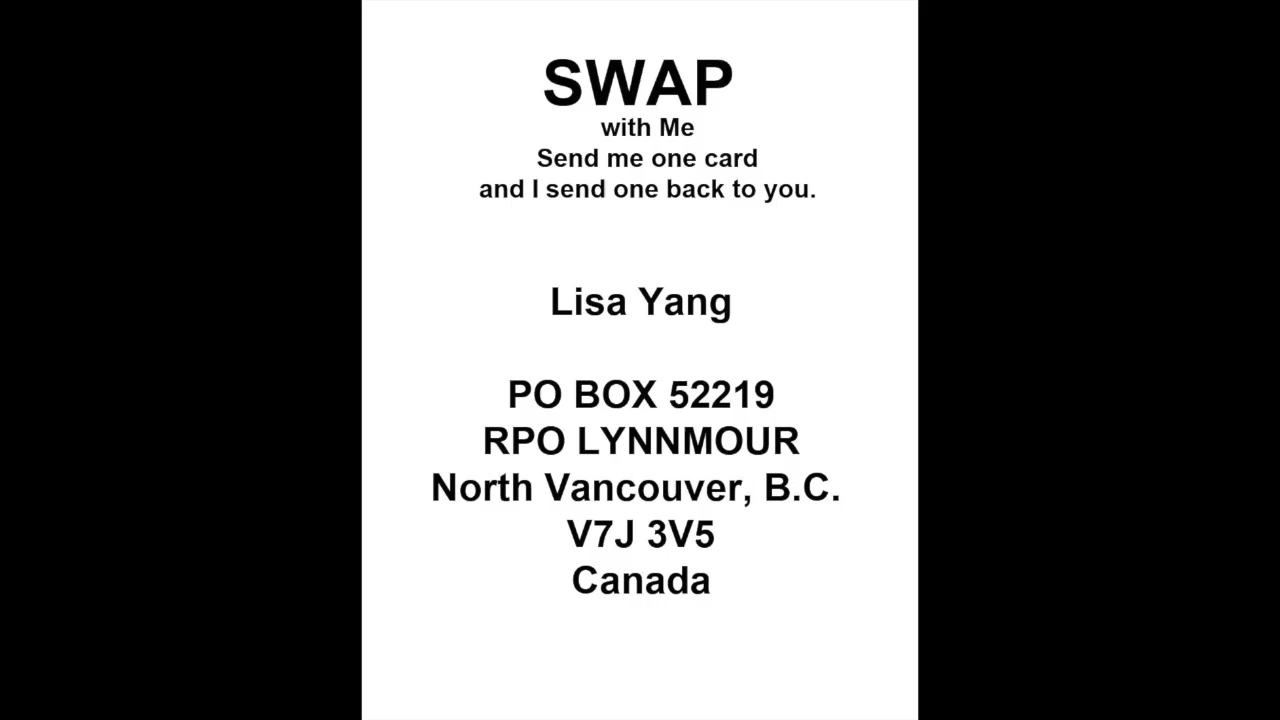 SWAP
with Me
Send me one card
and I send one back to you.
Lisa Yang
PO BOX 52219
RPO LYNNMOUR
North Vancouver, B.C.
V7J 3V5
Canada